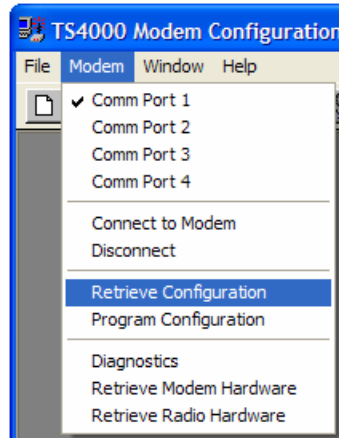 TS4000 Modem Configuration
File Modem Window Help
✓ Comm Port 1
Comm Port 2
Comm Port 3
Comm Port 4
Connect to Modem
Disconnect
Retrieve Configuration
Program Configuration
Diagnostics
Retrieve Modem Hardware
Retrieve Radio Hardware